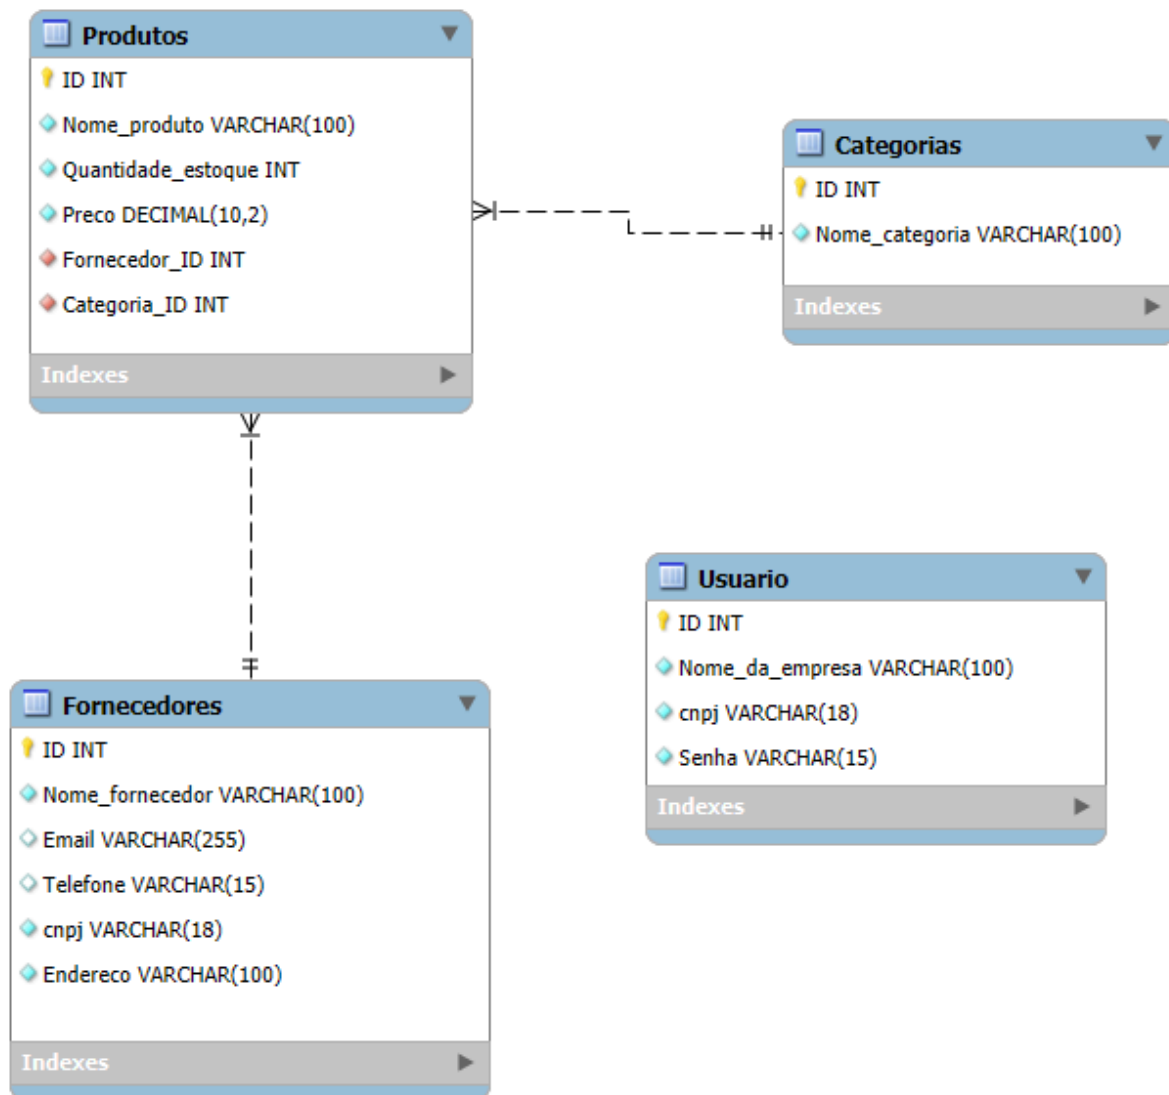 Produtos
ID INT
Nome_produto VARCHAR(100)
Quantidade_estoque INT
Preco DECIMAL(10,2)
Fornecedor_ID INT
Categoria_ID INT
Indexes
Categorias
ID INT
Nome_categoria VARCHAR(100)
Indexes
Fornecedores
ID INT
Nome_fornecedor VARCHAR(100)
Email VARCHAR(255)
Telefone VARCHAR(15)
cnpj VARCHAR(18)
Endereco VARCHAR(100)
Indexes
Usuario
ID INT
Nome_da_empresa VARCHAR(100)
cnpj VARCHAR(18)
Senha VARCHAR(15)
Indexes